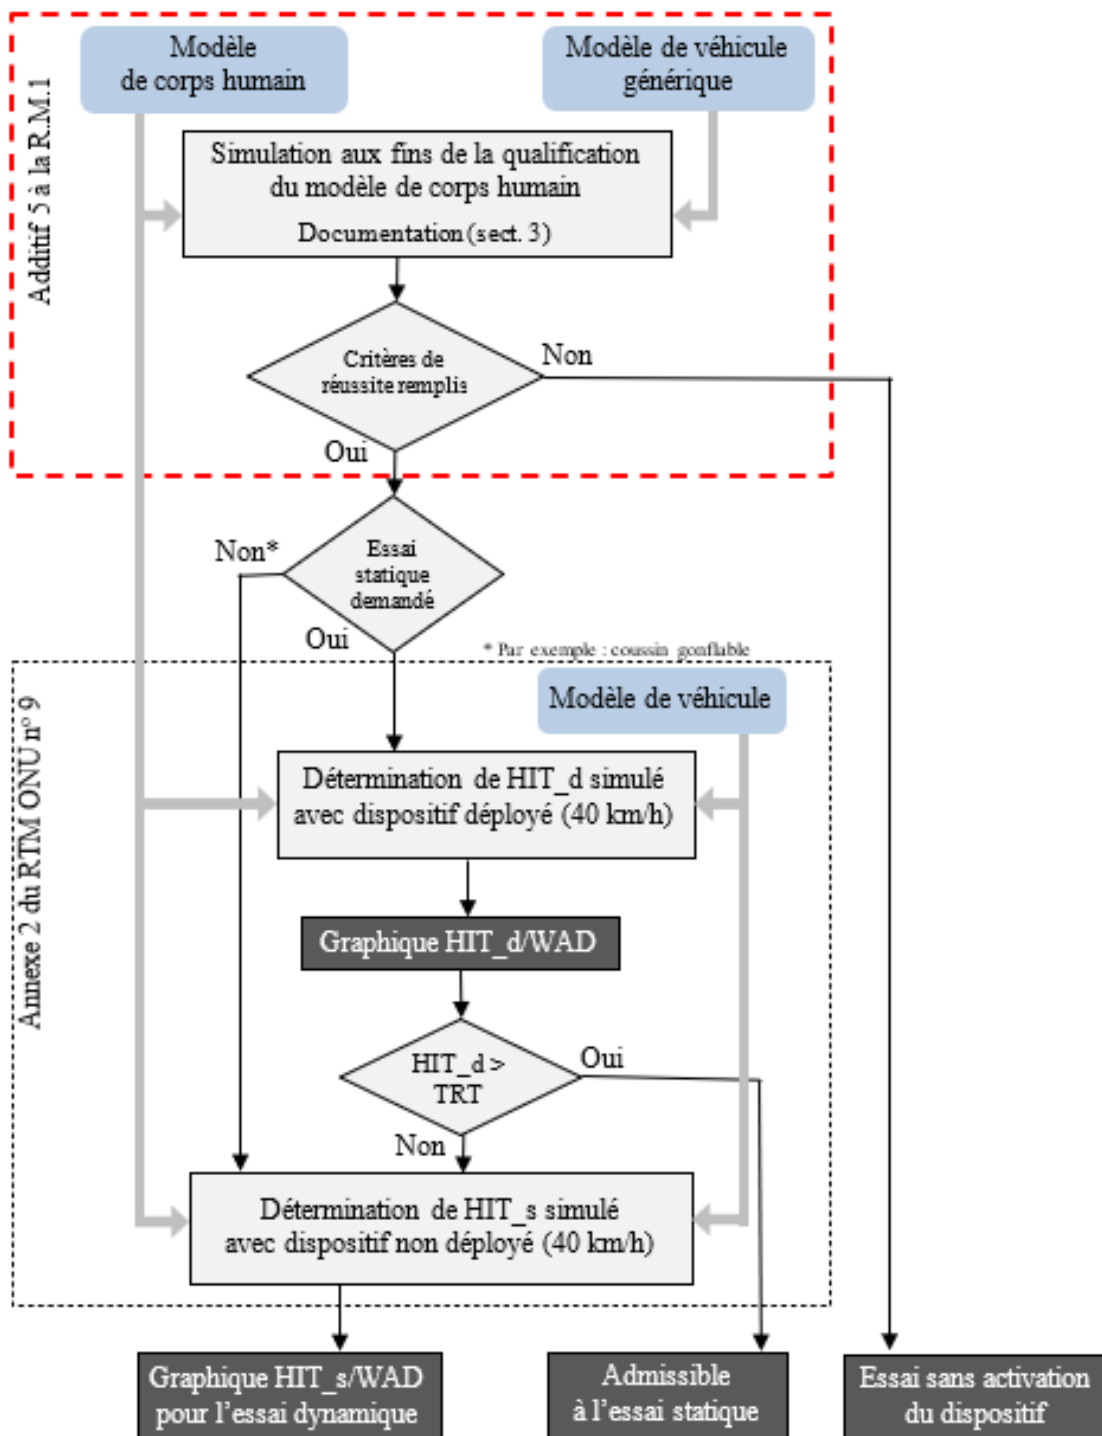 Additif 5 à la R.M.1
Modèle
de corps humain
Modèle de véhicule
générique
Simulation aux fins de la qualification
du modèle de corps humain
Documentation (sect. 3)
Critères de
réussite remplis
Non
Oui
Essai
statique
demandé
Non*
Oui
* Par exemple : coussin gonflable
Annexe 2 du RTM ONU nº 9
Modèle de véhicule
Détermination de HIT_d simulé
avec dispositif déployé (40 km/h)
Graphique HIT_d/WAD
HIT_d >
TRT
Oui
Non
Détermination de HIT_s simulé
avec dispositif non déployé (40 km/h)
Graphique HIT_s/WAD
pour l’essai dynamique
Admissible
à l’essai statique
Essai sans activation
du dispositif